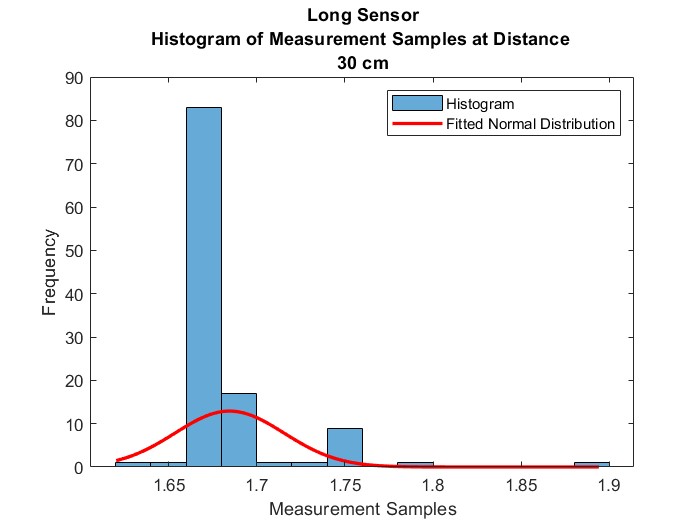 Long Sensor
Histogram of Measurement Samples at Distance
30 cm
90
80
70
60
50
40
30
20
10
0
Frequency
Histogram
Fitted Normal Distribution
1.65
1.7
1.75
1.8
1.85
1.9
Measurement Samples